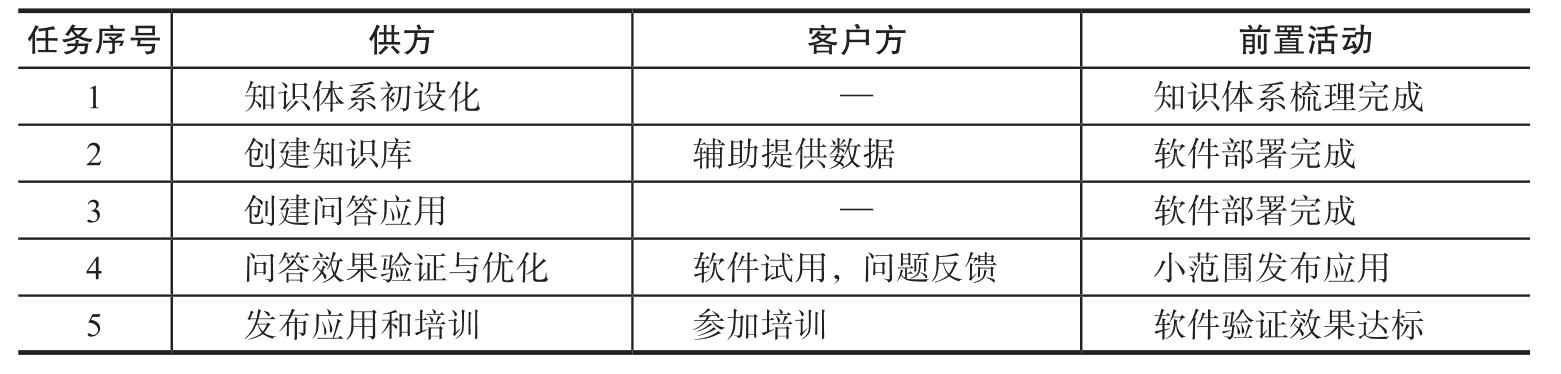 任务序号 供方 客户方 前置活动
1 知识体系初设化 — 知识体系梳理完成
2 创建知识库 辅助提供数据 软件部署完成
3 创建问答应用 — 软件部署完成
4 问答效果验证与优化 软件试用，问题反馈 小范围发布应用
5 发布应用和培训 参加培训 软件验证效果达标